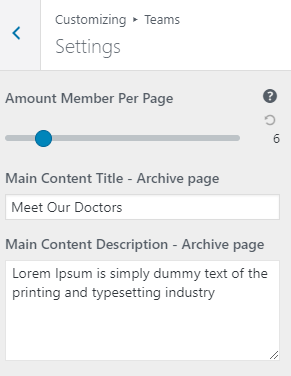 Customizing ▸ Teams
Settings
Amount Member Per Page
6
Main Content Title - Archive page
Meet Our Doctors
Main Content Description - Archive page
Lorem Ipsum is simply dummy text of the
printing and typesetting industry